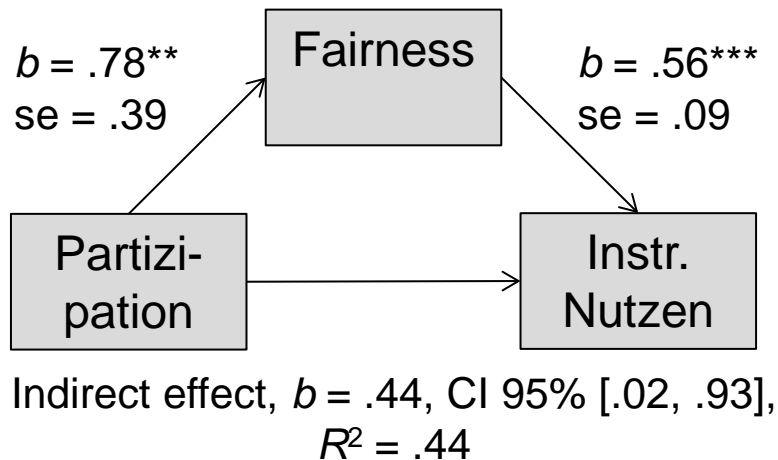 b = .78**
se = .39
Fairness
b = .56***
se = .09
Partizi-
pation
Instr.
Nutzen
Indirect effect, b = .44, CI 95% [.02, .93],
R² = .44